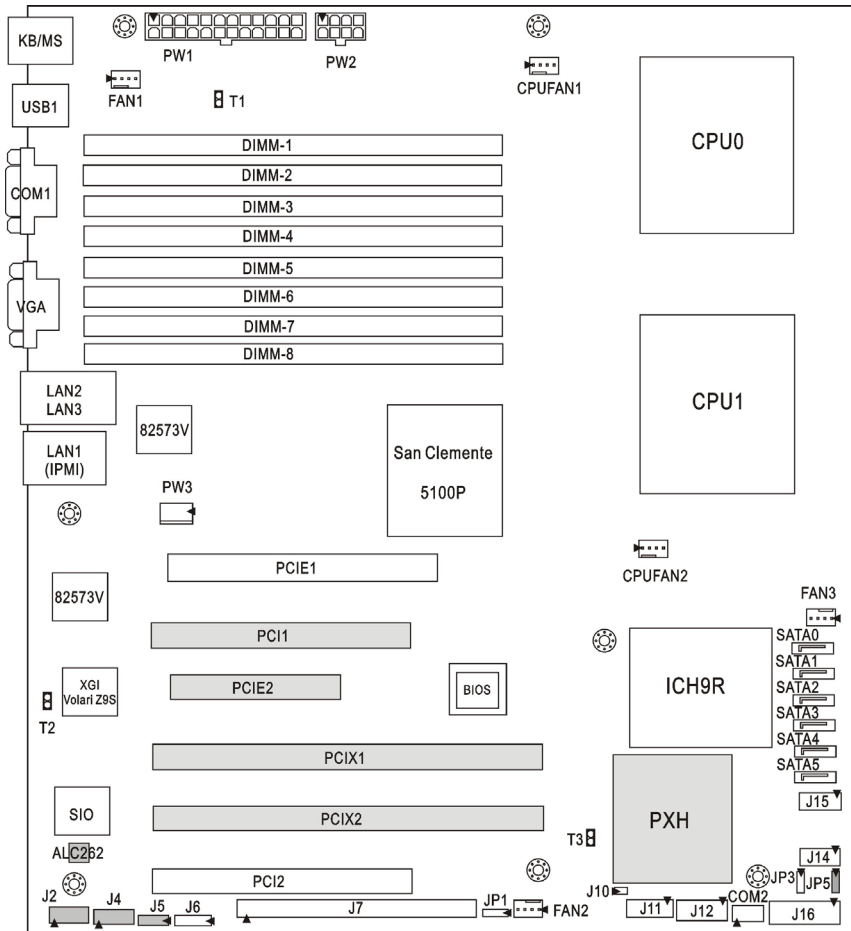 KB/MS
PW1
PW2
FAN1
CPUFAN1
USB1
T1
CPU0
DIMM-1
DIMM-2
COM1
DIMM-3
DIMM-4
DIMM-5
DIMM-6
VGA
DIMM-7
DIMM-8
LAN2
LAN3
CPU1
82573V
LAN1
(IPMI)
San Clemente
5100P
PW3
PCIE1
CPUFAN2
82573V
FAN3
PCI1
SATA0
SATA1
XGI
Volari Z9S
PCIE2
BIOS
ICH9R
SATA2
T2
SATA3
SATA4
PCIX1
SATA5
SIO
PCIX2
PXH
J15
T3
ALC262
J14
PCI2
JP3
JP5
J2
J4
J5
J6
J7
JP1
FAN2
J10
J11
J12
COM2
J16